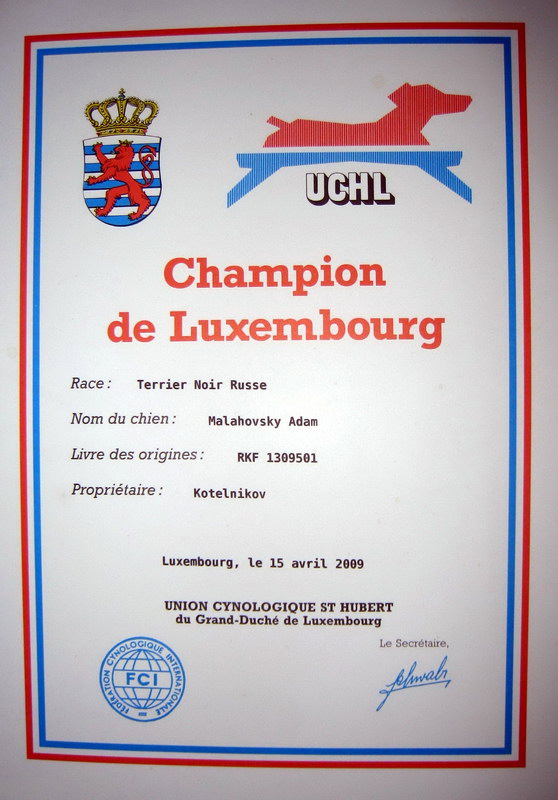 UCHL
Champion
de Luxembourg
Race: Terrier Noir Russe
Nom du chien: Malahovsky Adam
Livre des origines: RKF 1309501
Propriétaire: Kotelnikov
Luxembourg, le 15 avril 2009
UNION CYNOLOGIQUE ST HUBERT
du Grand-Duché de Luxembourg
Le Secrétaire,
FÉDÉRATION CYNOLOGIQUE INTERNATIONALE
FCI